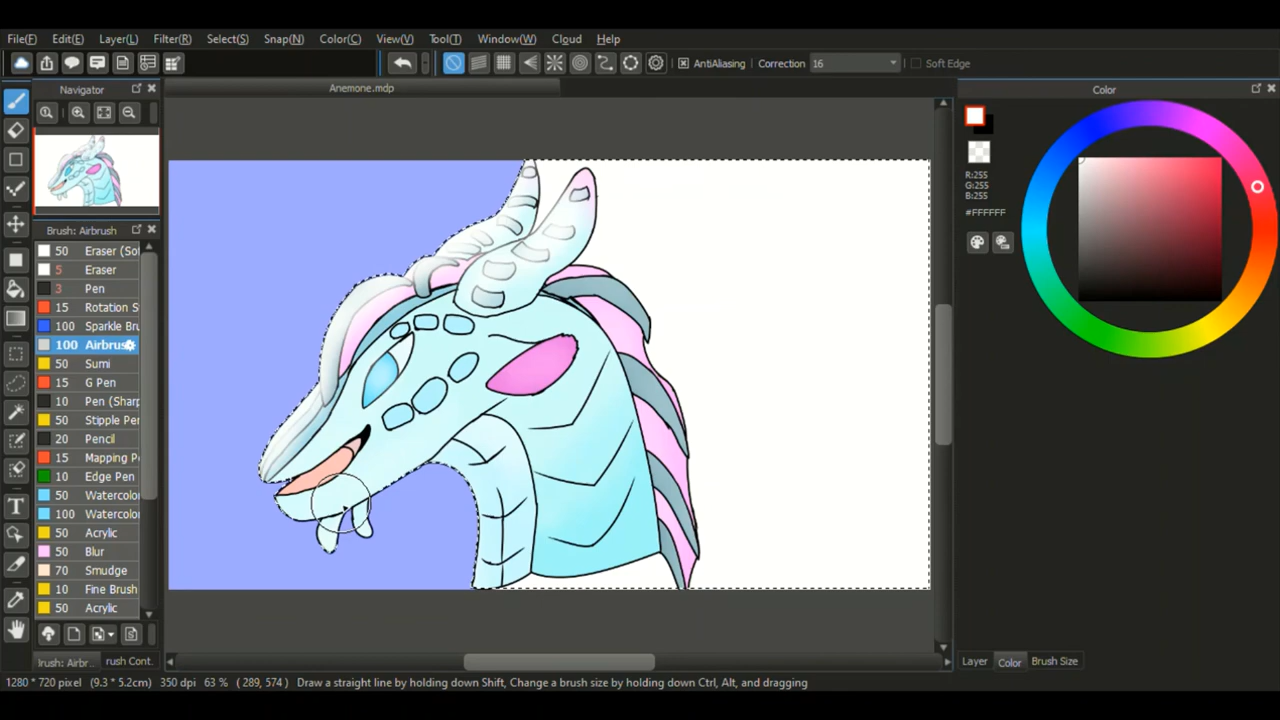 File(F) Edit(E) Layer(L) Filter(R) Select(S) Snap(N) Color(C) View(V) Tool(T) Window(W) Cloud Help
AntiAliasing Correction 16 Soft Edge
Navigator
Anemone.mdp
Color
R:255
G:255
B:255
#FFFFFF
Brush: Airbrush
50 Eraser (Sof
5 Eraser
3 Pen
15 Rotation S
100 Sparkle Bru
100 Airbrus
50 Sumi
15 G Pen
10 Pen (Sharp
50 Stipple Pen
20 Pencil
15 Mapping P
10 Edge Pen
50 Watercolo
100 Watercolo
50 Acrylic
50 Blur
70 Smudge
10 Fine Brush
50 Acrylic
T
Brush: Airbr... rush Cont.
Layer Color Brush Size
1280 * 720 pixel (9.3 * 5.2cm) 350 dpi 63 % ( 289, 574 ) Draw a straight line by holding down Shift, Change a brush size by holding down Ctrl, Alt, and dragging